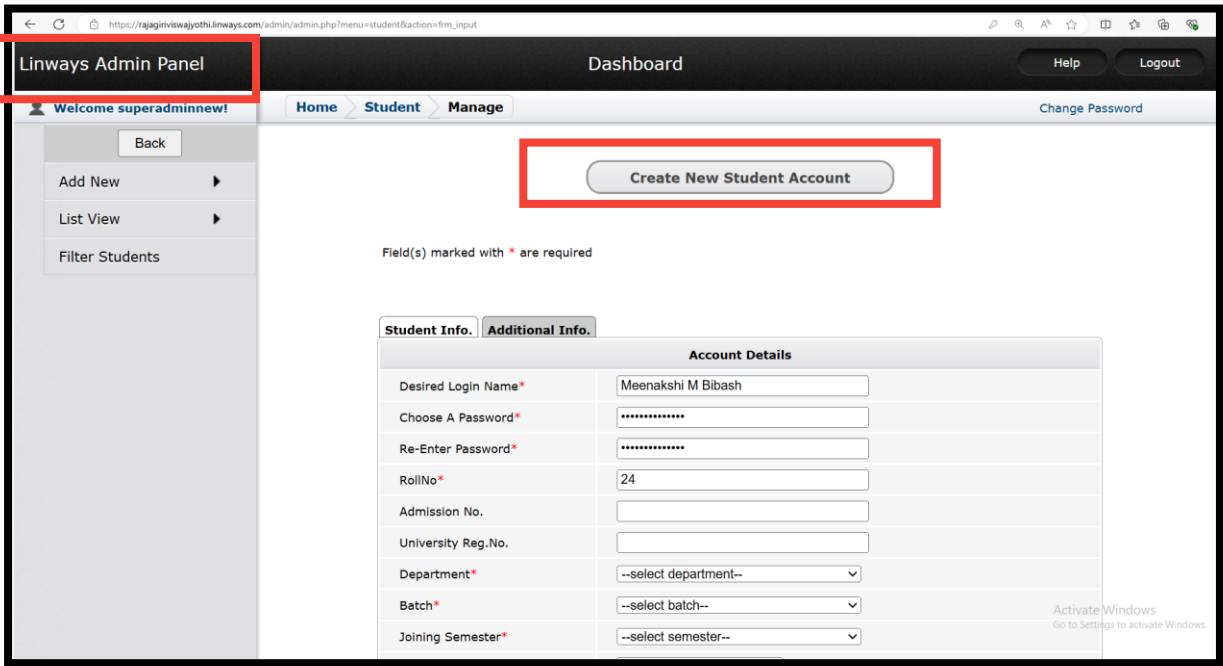 https://rajagiriviswajyothi.linways.com/admin/admin.php?menu=student&action=frm_input
Linways Admin Panel
Dashboard
Help
Logout
Welcome superadminnew!
Home
Student
Manage
Change Password
Back
Add New
List View
Filter Students
Create New Student Account
Field(s) marked with * are required
Student Info.
Additional Info.
Account Details
Desired Login Name* Meenakshi M Bibash
Choose A Password* ••••••••••••••
Re-Enter Password* ••••••••••••••
RollNo* 24
Admission No.
University Reg.No.
Department* --select department--
Batch* --select batch--
Joining Semester* --select semester--
Activate Windows
Go to Settings to activate Windows.